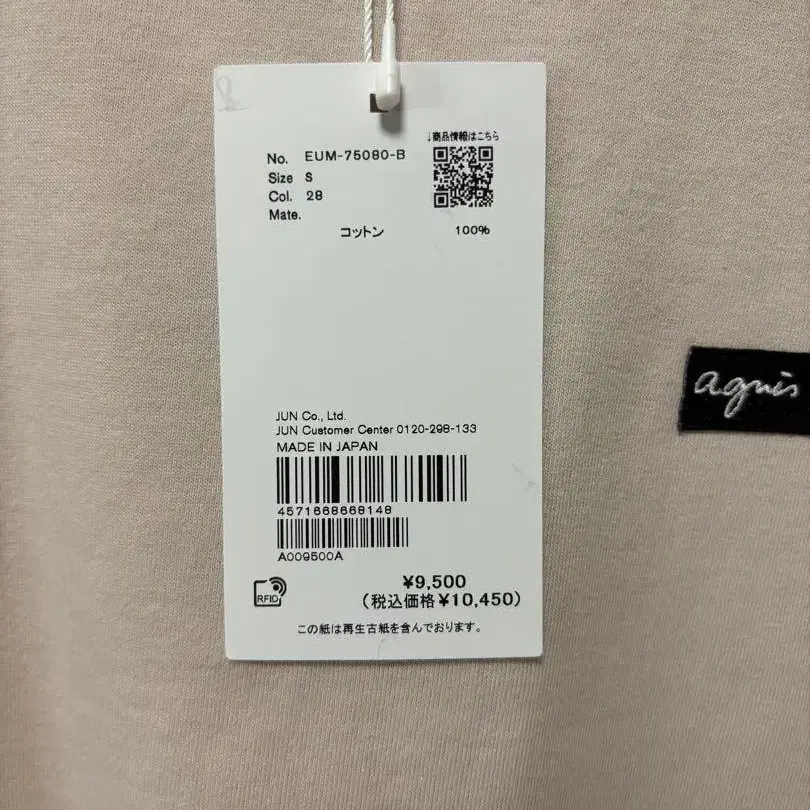 ↓商品情報はこちら
No. EUM-75080-B
Size S
Col. 28
Mate.
コットン 100%
JUN Co., Ltd.
JUN Customer Center 0120-298-133
MADE IN JAPAN
4571668668148
A009500A
RFID
¥9,500
(税込価格¥10,450)
この紙は再生古紙を含んでおります。
agnis